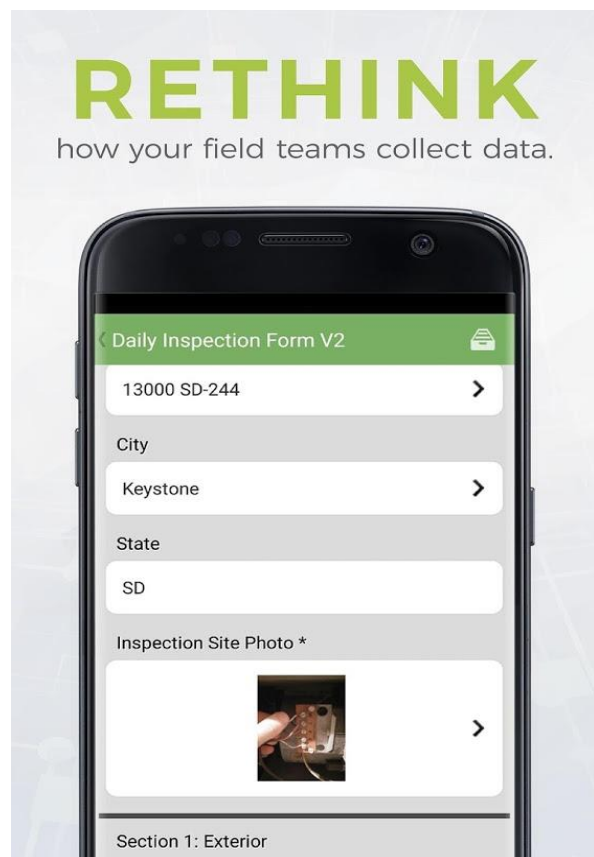 RETHINK
how your field teams collect data.
Daily Inspection Form V2
13000 SD-244
City
Keystone
State
SD
Inspection Site Photo *
Section 1: Exterior